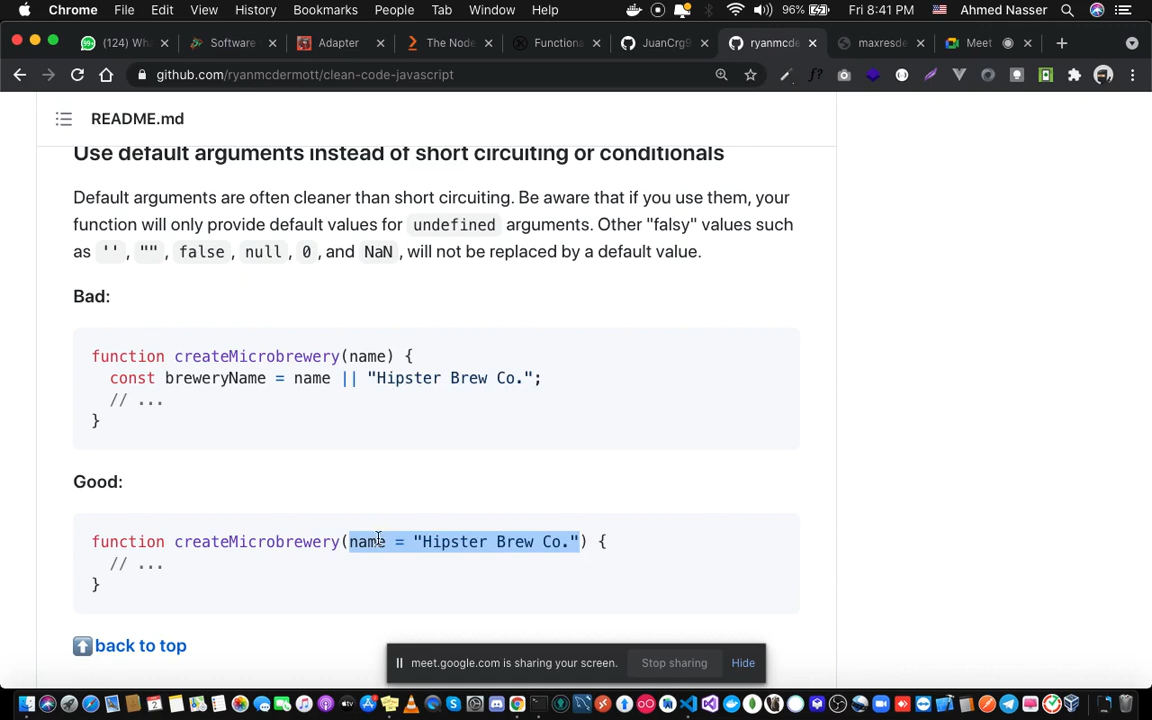 Chrome File Edit View History Bookmarks People Tab Window Help 96% Fri 8:41 PM Ahmed Nasser
(124) Wha Software Adapter The Node Functiona JuanCrg9 ryanmcde maxresde Meet
github.com/ryanmcdermott/clean-code-javascript
README.md
Use default arguments instead of short circuiting or conditionals
Default arguments are often cleaner than short circuiting. Be aware that if you use them, your
function will only provide default values for undefined arguments. Other "falsy" values such
as '', "", false, null, 0, and NaN, will not be replaced by a default value.
Bad:
function createMicrobrewery(name) {
const breweryName = name || "Hipster Brew Co.";
// ...
}
Good:
function createMicrobrewery(name = "Hipster Brew Co.") {
// ...
}
back to top
meet.google.com is sharing your screen. Stop sharing Hide